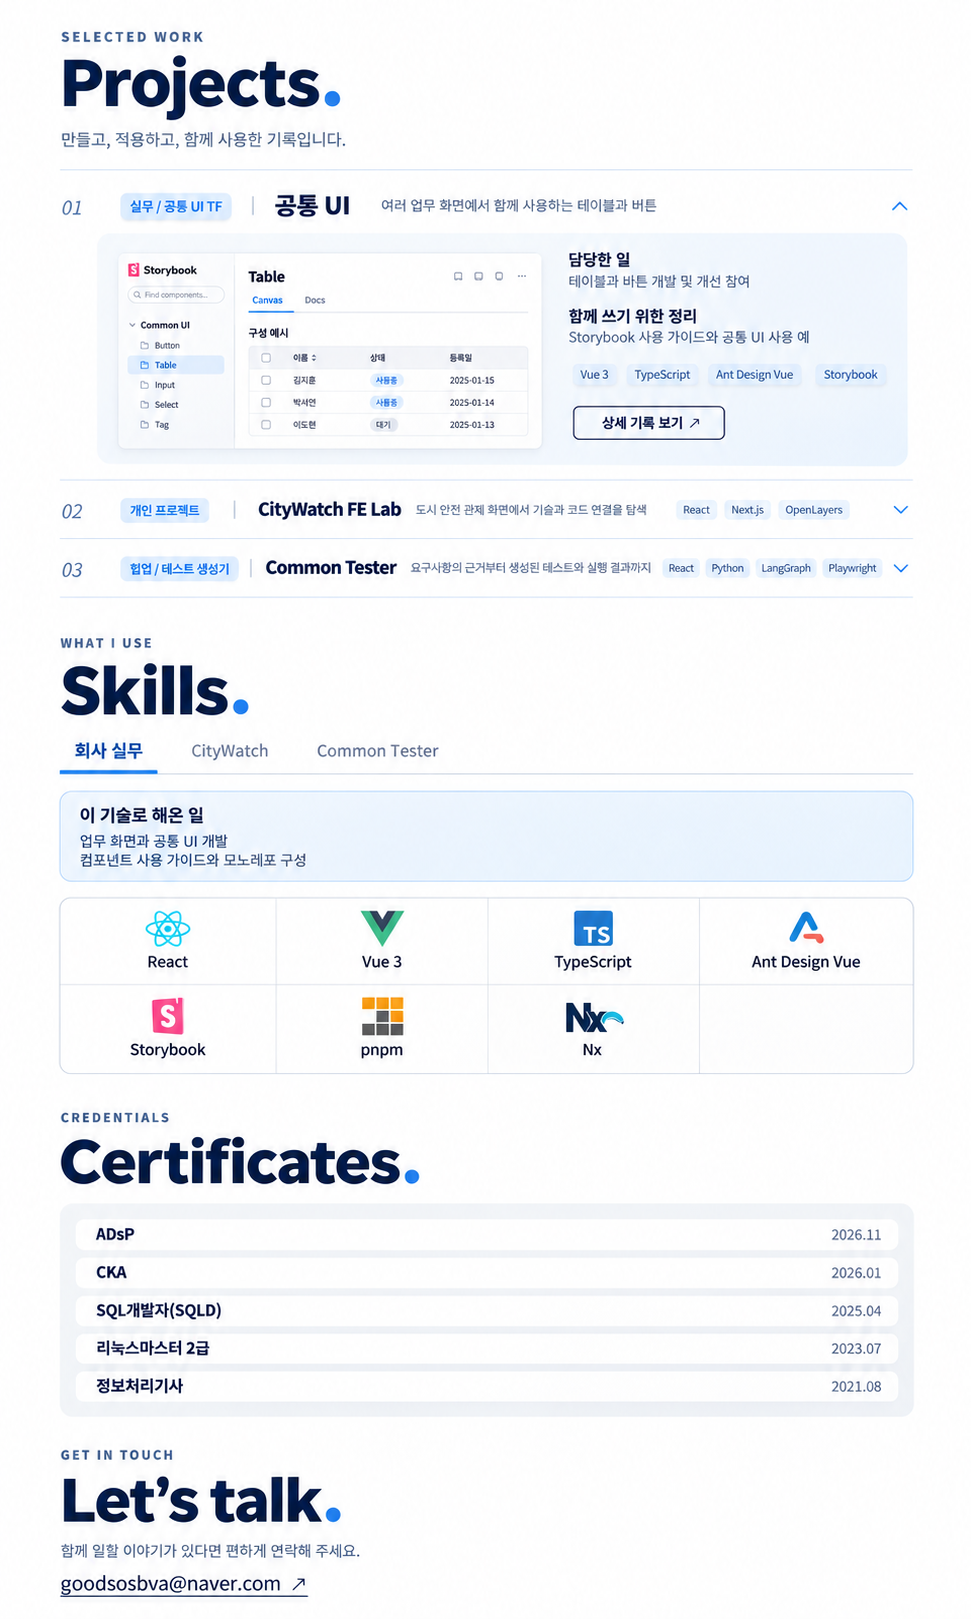 SELECTED WORK
Projects.
만들고, 적용하고, 함께 사용한 기록입니다.
01 실무 / 공통 UI TF | 공통 UI 여러 업무 화면에서 함께 사용하는 테이블과 버튼
Storybook
Find components...
Common UI
Button
Table
Input
Select
Tag
Table
Canvas Docs
구성 예시
이름 상태 등록일
김지훈 사용중 2025-01-15
박서연 사용중 2025-01-14
이도현 대기 2025-01-13
담당한 일
테이블과 바튼 개발 및 개선 참여
함께 쓰기 위한 정리
Storybook 사용 가이드와 공통 UI 사용 예
Vue 3 TypeScript Ant Design Vue Storybook
상세 기록 보기 ↗
02 개인 프로젝트 | CityWatch FE Lab 도시 안전 관제 화면에서 기술과 코드 연결을 탐색 React Next.js OpenLayers
03 협업 / 테스트 생성기 | Common Tester 요구사항의 근거부터 생성된 테스트와 실행 결과까지 React Python LangGraph Playwright
WHAT I USE
Skills.
회사 실무 CityWatch Common Tester
이 기술로 해온 일
업무 화면과 공통 UI 개발
컴포넌트 사용 가이드와 모노레포 구성
React Vue 3 TS TypeScript Ant Design Vue
Storybook pnpm Nx Nx
CREDENTIALS
Certificates.
ADsP 2026.11
CKA 2026.01
SQL개발자(SQLD) 2025.04
리눅스마스터 2급 2023.07
정보처리기사 2021.08
GET IN TOUCH
Let's talk.
함께 일할 이야기가 있다면 편하게 연락해 주세요.
goodsosbva@naver.com ↗